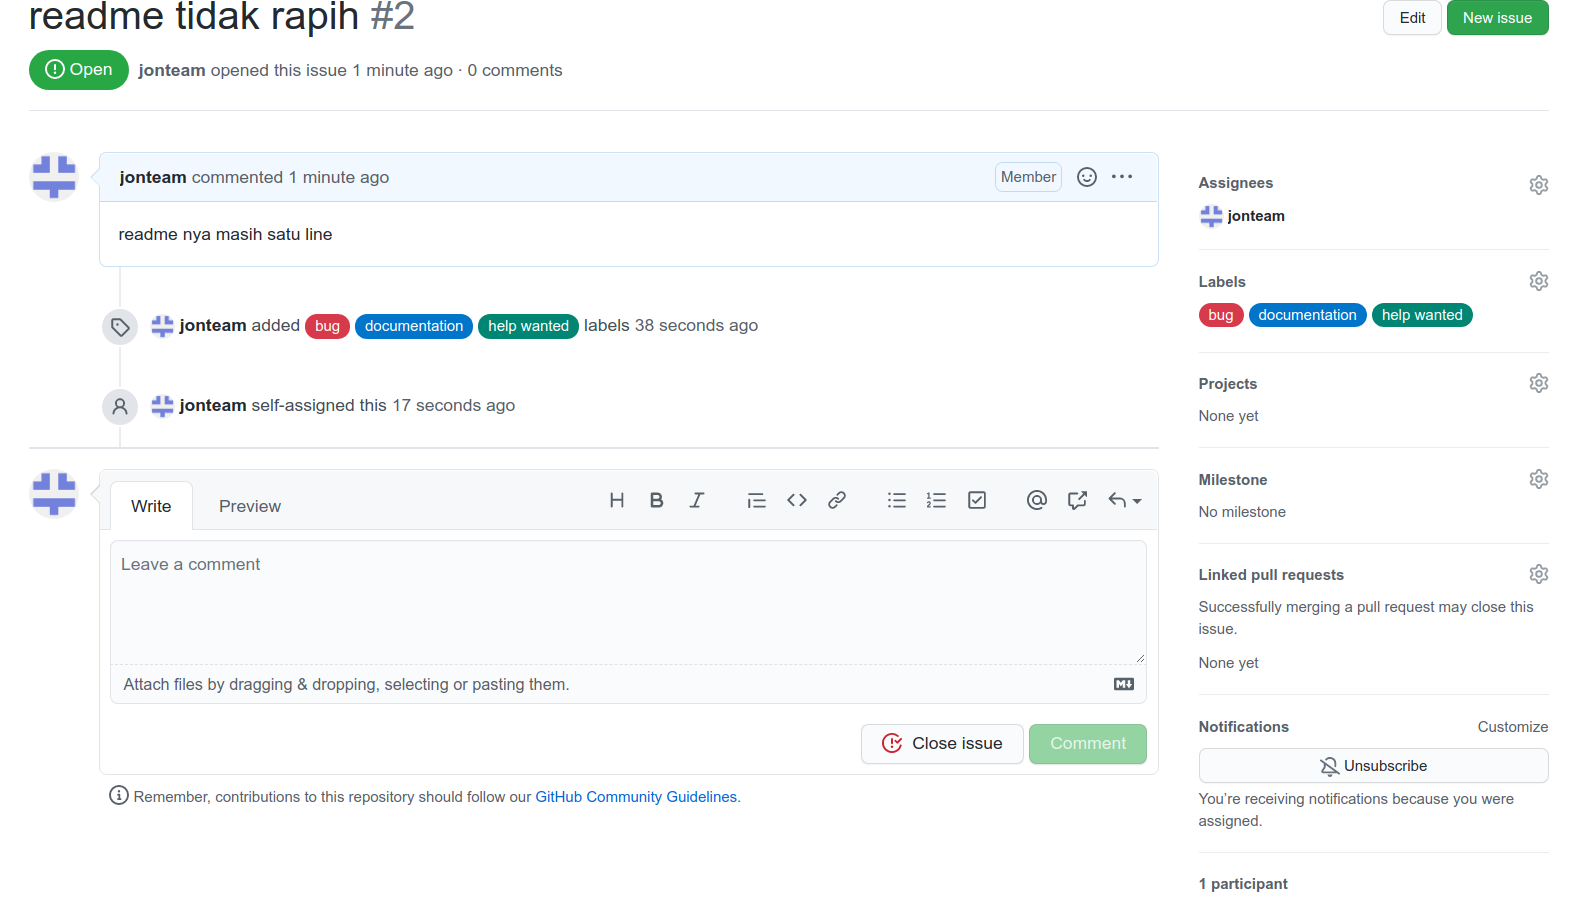 readme tidak rapih #2
Edit
New issue
Open
jonteam opened this issue 1 minute ago · 0 comments
jonteam commented 1 minute ago
Member
readme nya masih satu line
jonteam added bug documentation help wanted labels 38 seconds ago
jonteam self-assigned this 17 seconds ago
Write
Preview
Leave a comment
Attach files by dragging & dropping, selecting or pasting them.
Close issue
Comment
Remember, contributions to this repository should follow our GitHub Community Guidelines.
Assignees
jonteam
Labels
bug documentation help wanted
Projects
None yet
Milestone
No milestone
Linked pull requests
Successfully merging a pull request may close this
issue.
None yet
Notifications
Customize
Unsubscribe
You’re receiving notifications because you were
assigned.
1 participant